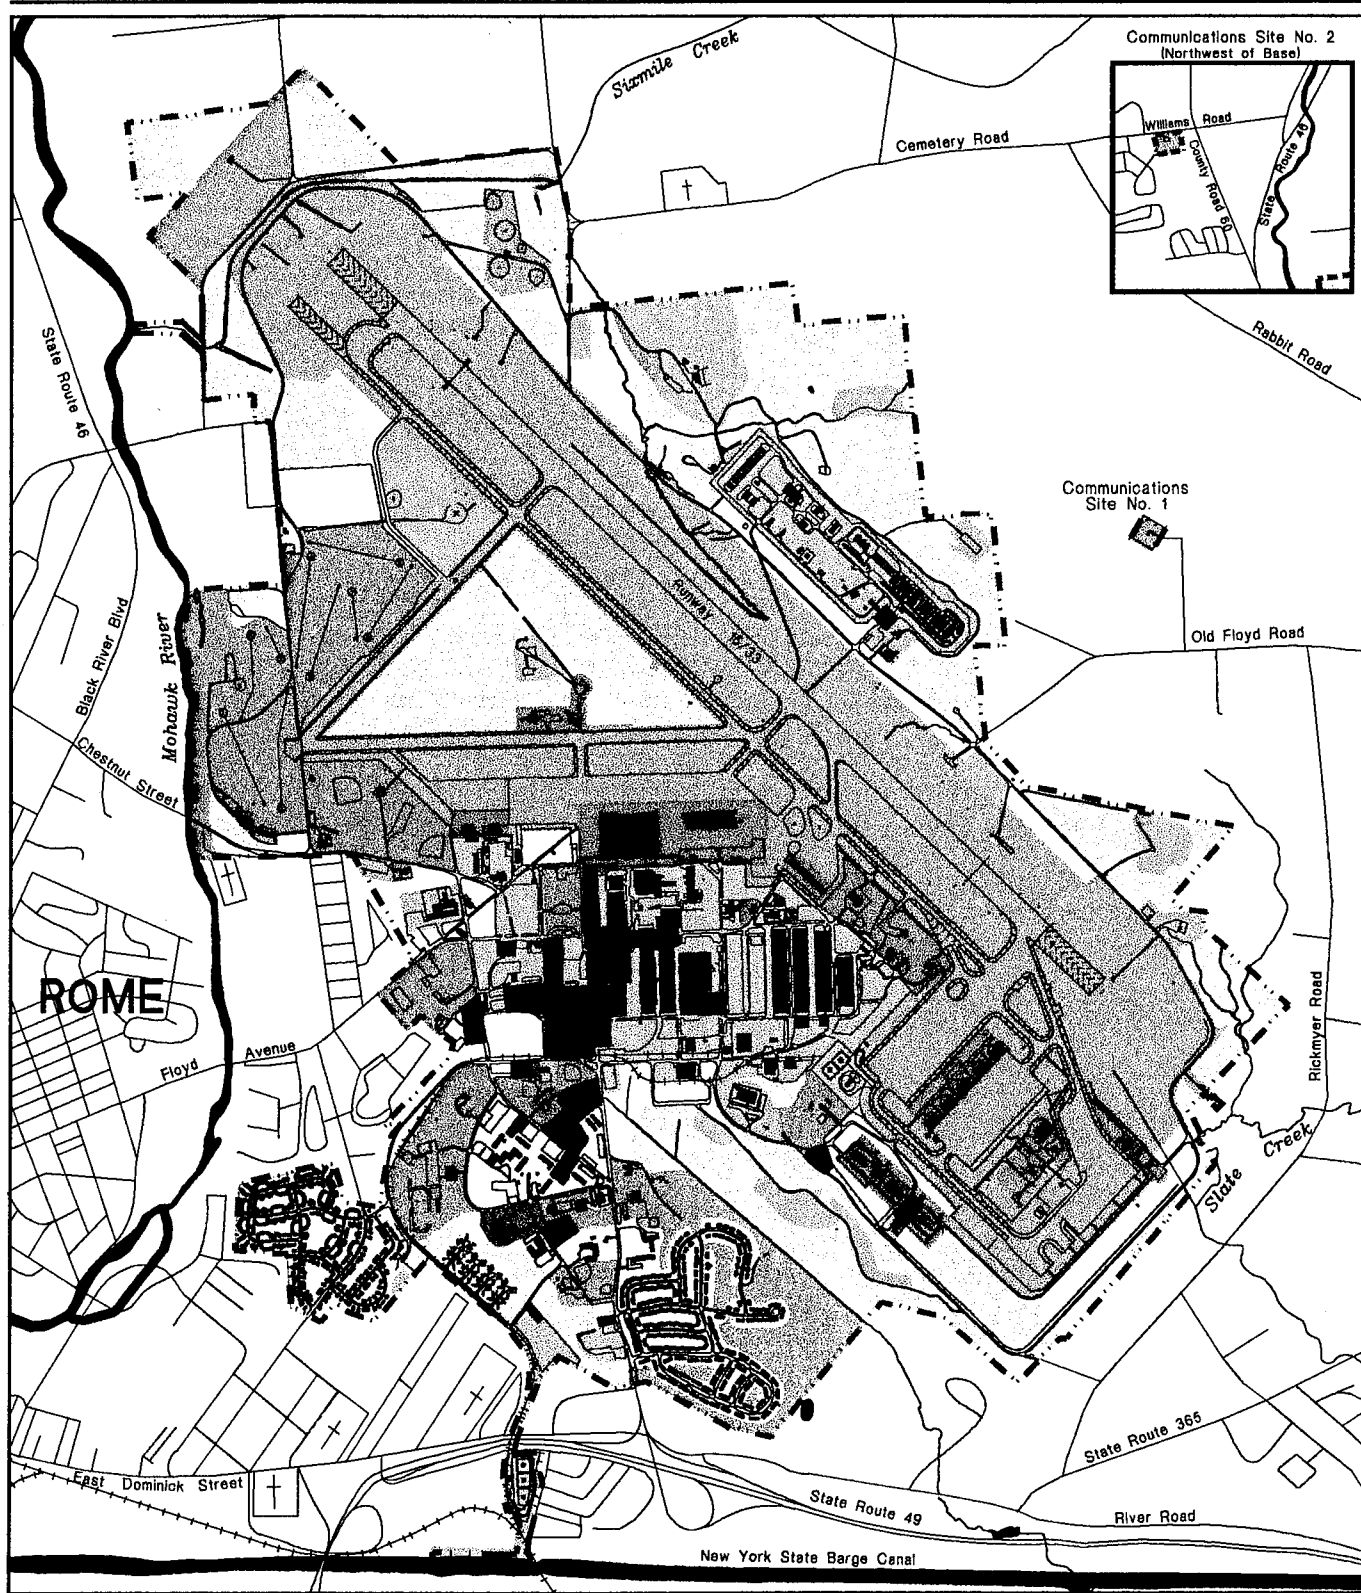 Communications Site No. 2
(Northwest of Base)
Sixmile Creek
Cemetery Road
Williams Road
County Road 60
State Route 46
Rabbit Road
State Route 46
Communications
Site No. 1
Runway 15/33
Old Floyd Road
Black River Blvd
Mohawk River
Chestnut Street
ROME
Floyd Avenue
Rickmyer Road
Slate Creek
State Route 365
East Dominick Street
State Route 49
River Road
New York State Barge Canal